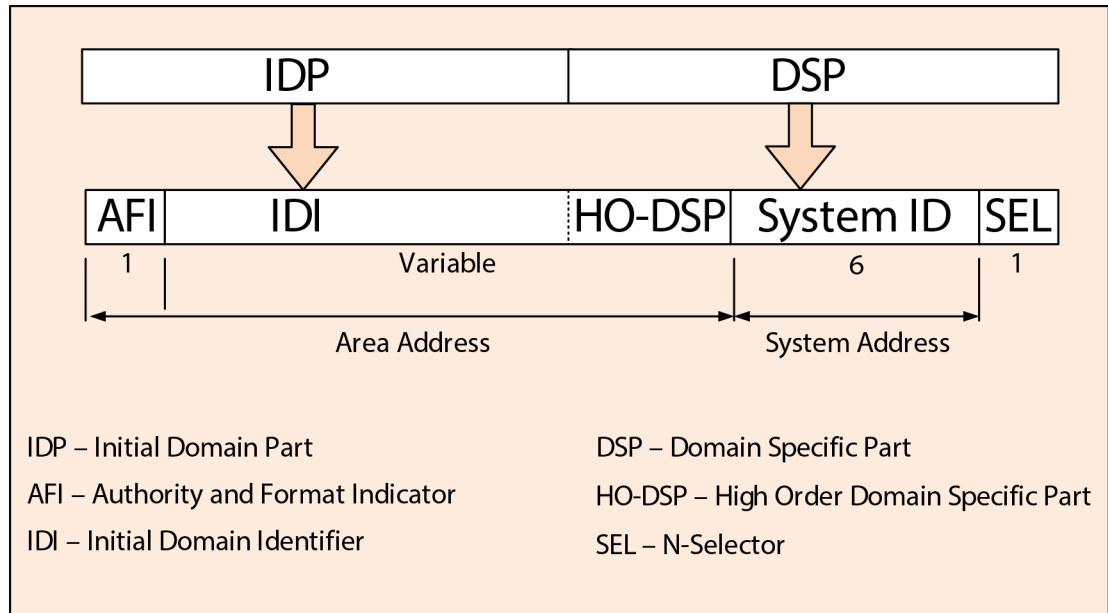 IDP DSP
AFI IDI HO-DSP System ID SEL
1 Variable 6 1
Area Address System Address
IDP – Initial Domain Part
AFI – Authority and Format Indicator
IDI – Initial Domain Identifier
DSP – Domain Specific Part
HO-DSP – High Order Domain Specific Part
SEL – N-Selector